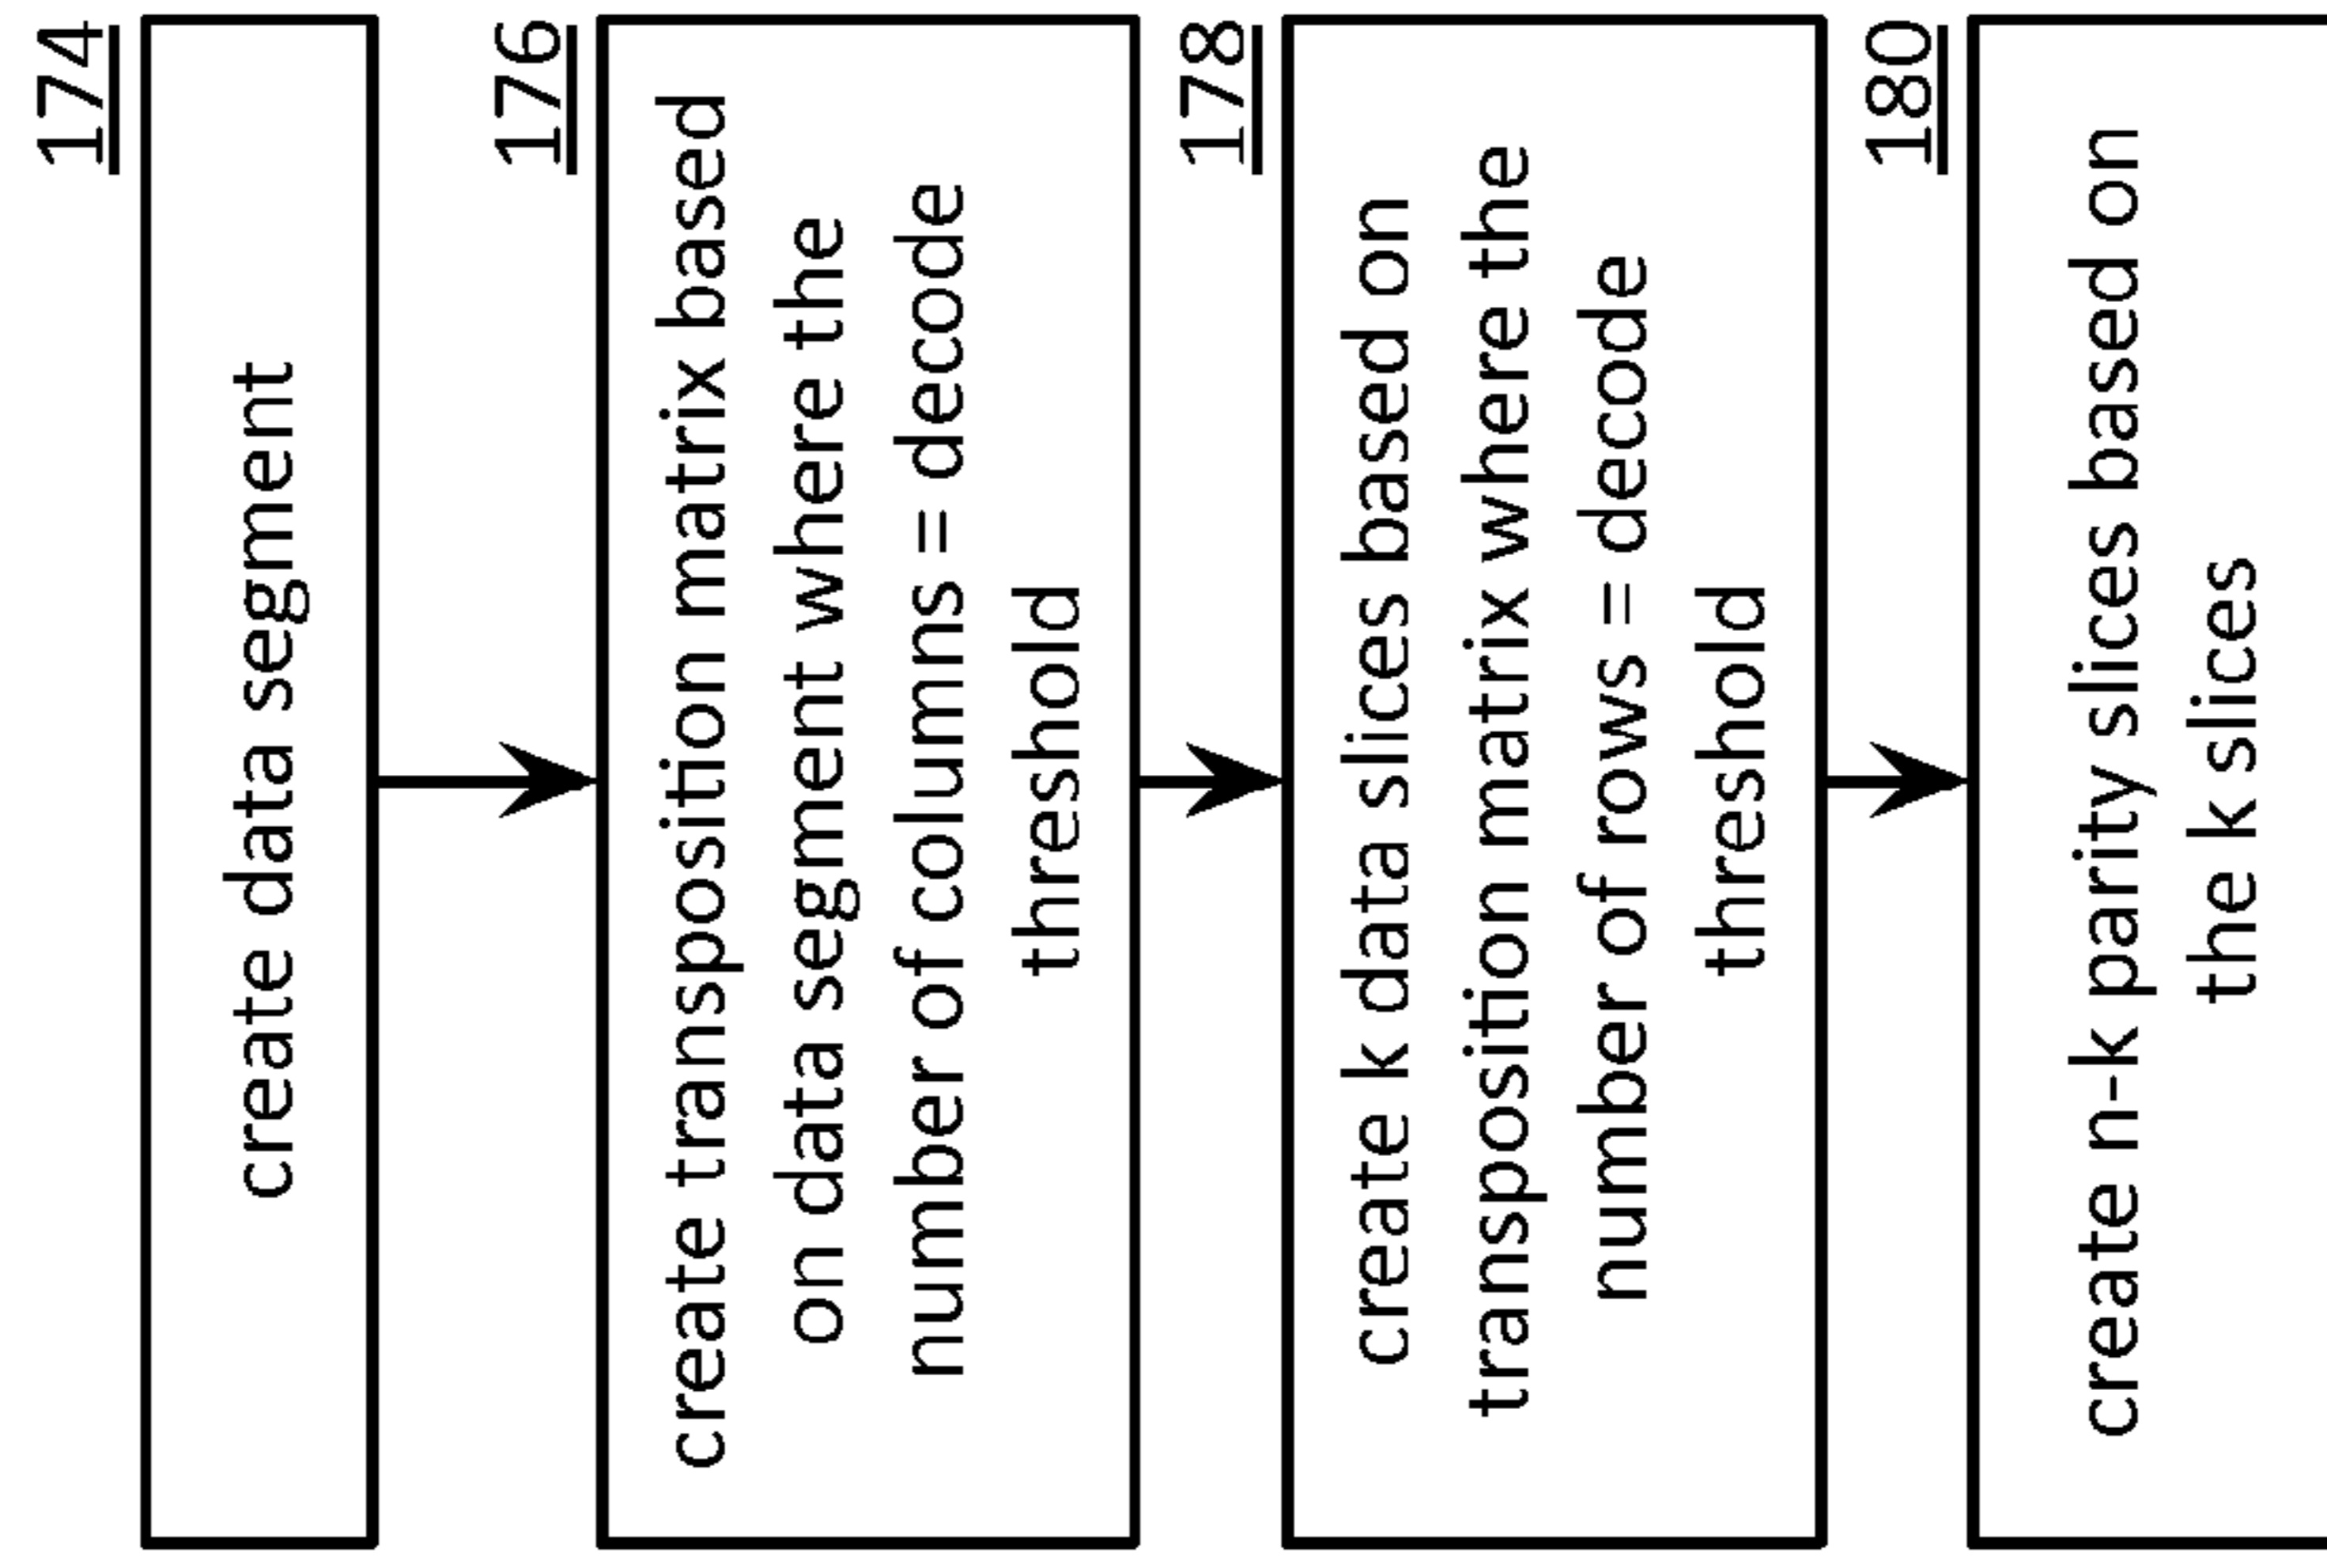 174
create data segment
176
create transposition matrix based
on data segment where the
number of columns = decode
threshold
178
create k data slices based on
transposition matrix where the
number of rows = decode
threshold
180
create n-k parity slices based on
the k slices